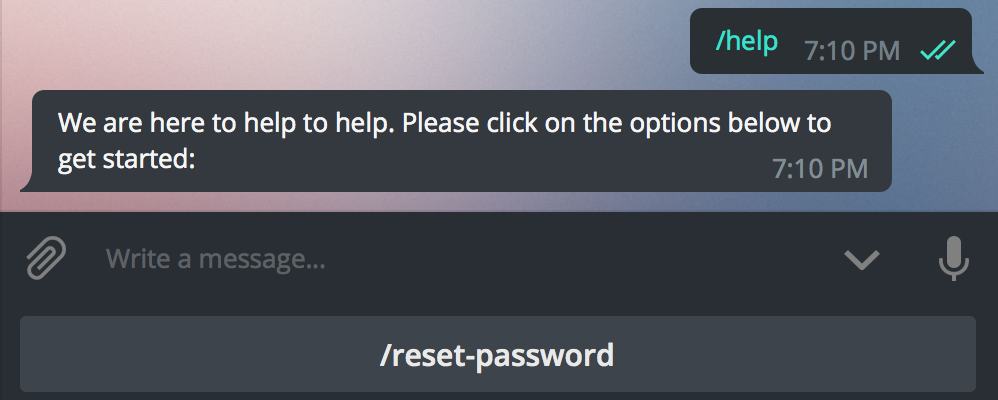 /help
7:10 PM
We are here to help to help. Please click on the options below to
get started:
7:10 PM
Write a message...
/reset-password